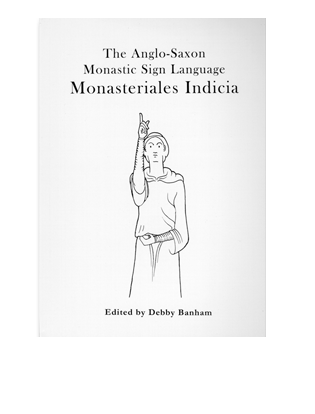 The Anglo-Saxon
Monastic Sign Language
Monasteriales Indicia
Edited by Debby Banham